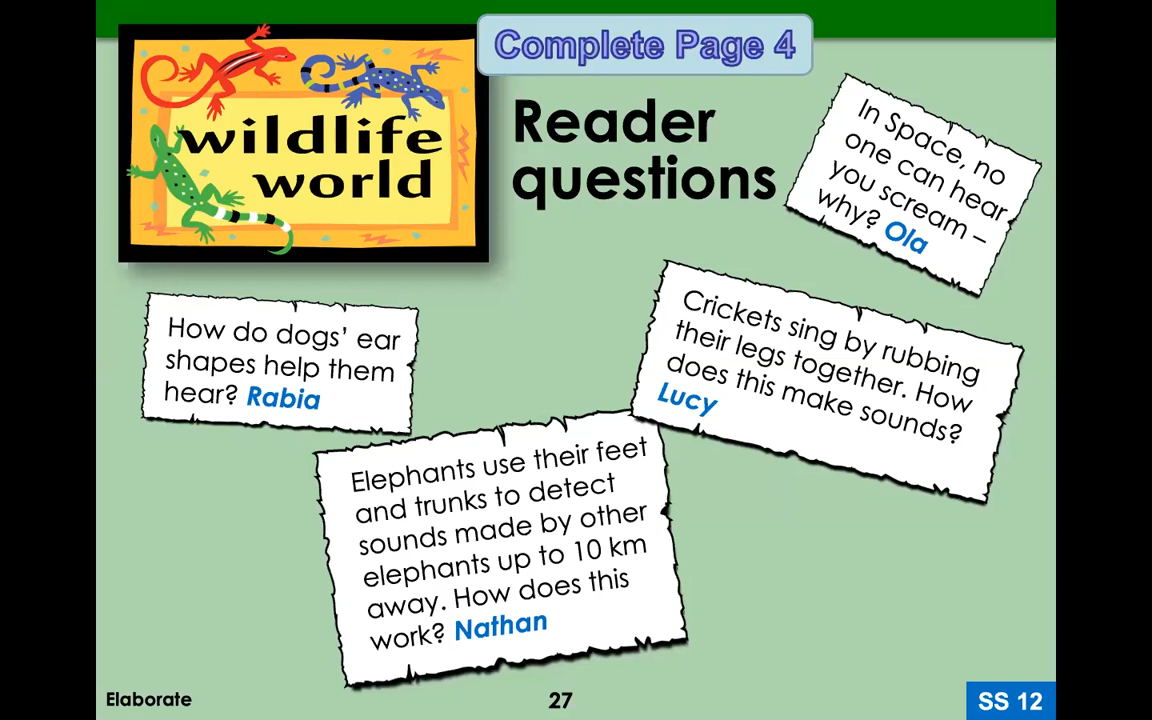 Complete Page 4
wildlife
world
Reader
questions
In Space, no
one can hear
you scream –
why? Ola
How do dogs’ ear
shapes help them
hear? Rabia
Crickets sing by rubbing
their legs together. How
does this make sounds?
Lucy
Elephants use their feet
and trunks to detect
sounds made by other
elephants up to 10 km
away. How does this
work? Nathan
Elaborate
27
SS 12